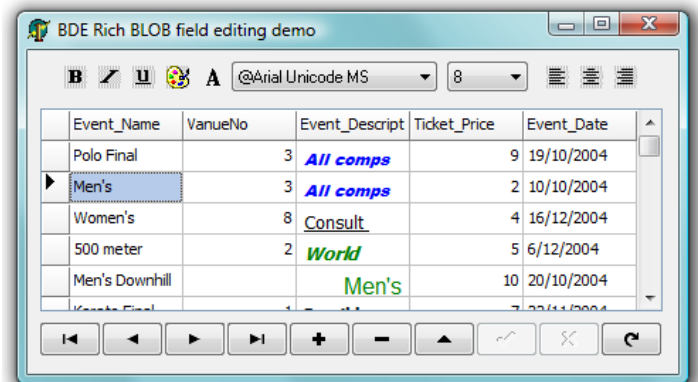 BDE Rich BLOB field editing demo
B I U A @Arial Unicode MS 8
Event_Name VanueNo Event_Descript Ticket_Price Event_Date
Polo Final 3 All comps 9 19/10/2004
Men's 3 All comps 2 10/10/2004
Women's 8 Consult 4 16/12/2004
500 meter 2 World 5 6/12/2004
Men's Downhill Men's 10 20/10/2004